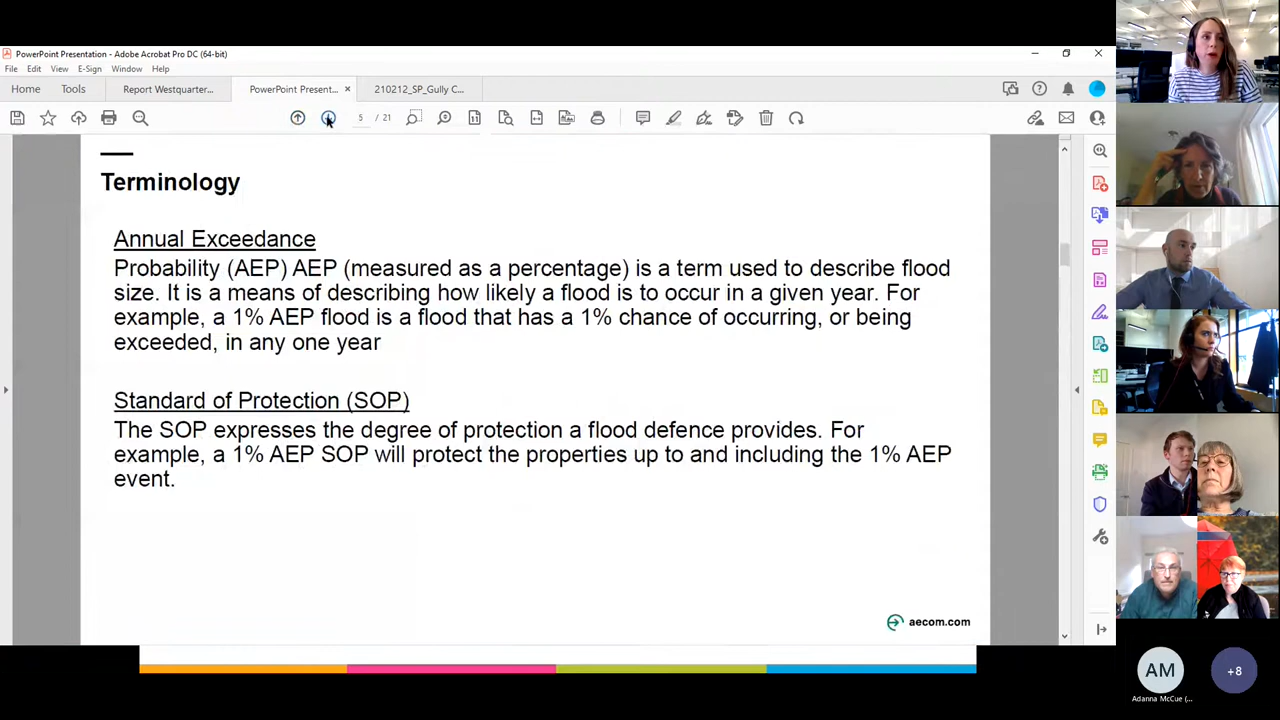 PowerPoint Presentation - Adobe Acrobat Pro DC (64-bit)
File Edit View E-Sign Window Help
Home Tools Report Westquarter... PowerPoint Present... × 210212_SP_Gully C...
5 / 21
Terminology
Annual Exceedance
Probability (AEP) AEP (measured as a percentage) is a term used to describe flood
size. It is a means of describing how likely a flood is to occur in a given year. For
example, a 1% AEP flood is a flood that has a 1% chance of occurring, or being
exceeded, in any one year
Standard of Protection (SOP)
The SOP expresses the degree of protection a flood defence provides. For
example, a 1% AEP SOP will protect the properties up to and including the 1% AEP
event.
aecom.com
AM
+8
Adanna McCue (...